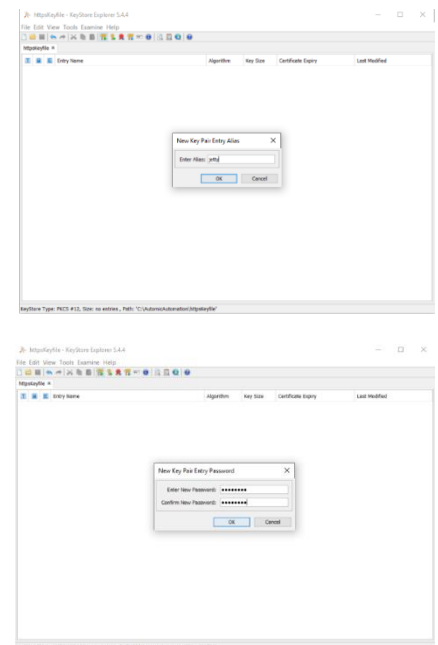 httpsKeyfile - KeyStore Explorer 5.4.4
File Edit View Tools Examine Help
httpsKeyfile ×
T E Entry Name Algorithm Key Size Certificate Expiry Last Modified
New Key Pair Entry Alias ×
Enter Alias: jetty
OK Cancel
KeyStore Type: PKCS #12, Size: no entries , Path: 'C:\AutomicAutomation\httpsKeyfile'
httpsKeyfile - KeyStore Explorer 5.4.4
File Edit View Tools Examine Help
httpsKeyfile ×
T E Entry Name Algorithm Key Size Certificate Expiry Last Modified
New Key Pair Entry Password ×
Enter New Password: ••••••••
Confirm New Password: ••••••••
OK Cancel